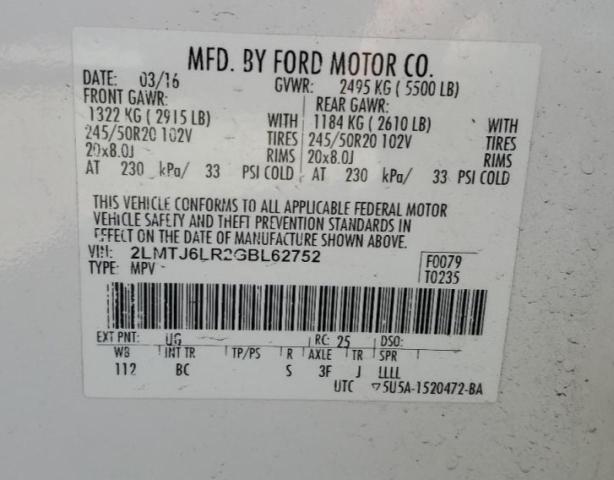 MFD. BY FORD MOTOR CO.
DATE: 03/16 GVWR: 2495 KG ( 5500 LB)
FRONT GAWR: REAR GAWR:
1322 KG ( 2915 LB) WITH 1184 KG ( 2610 LB) WITH
245/50R20 102V TIRES 245/50R20 102V TIRES
20x8.0J RIMS 20x8.0J RIMS
AT 230 kPa/ 33 PSI COLD AT 230 kPa/ 33 PSI COLD
THIS VEHICLE CONFORMS TO ALL APPLICABLE FEDERAL MOTOR
VEHICLE SAFETY AND THEFT PREVENTION STANDARDS IN
EFFECT ON THE DATE OF MANUFACTURE SHOWN ABOVE.
VIN: 2LMTJ6LR2GBL62752 F0079
TYPE: MPV T0235
EXT PNT: UG RC: 25 DSO:
WB INT TR TP/PS R AXLE TR SPR
112 BC S 3F J LLLL
UTC 5U5A-1520472-BA